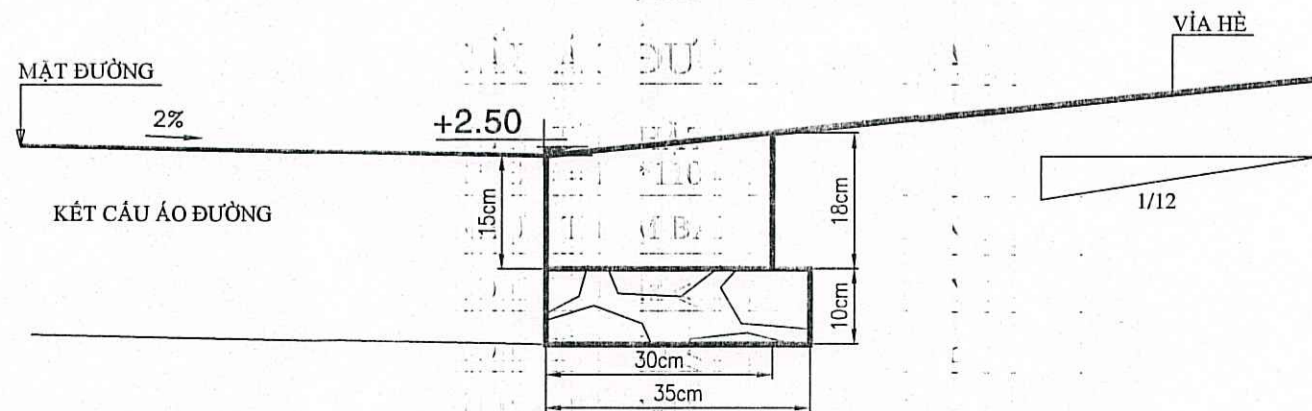 VỈA HÈ
MẶT ĐƯỜNG
2%
+2.50
15cm
18cm
1/12
KẾT CẤU ÁO ĐƯỜNG
10cm
30cm
35cm